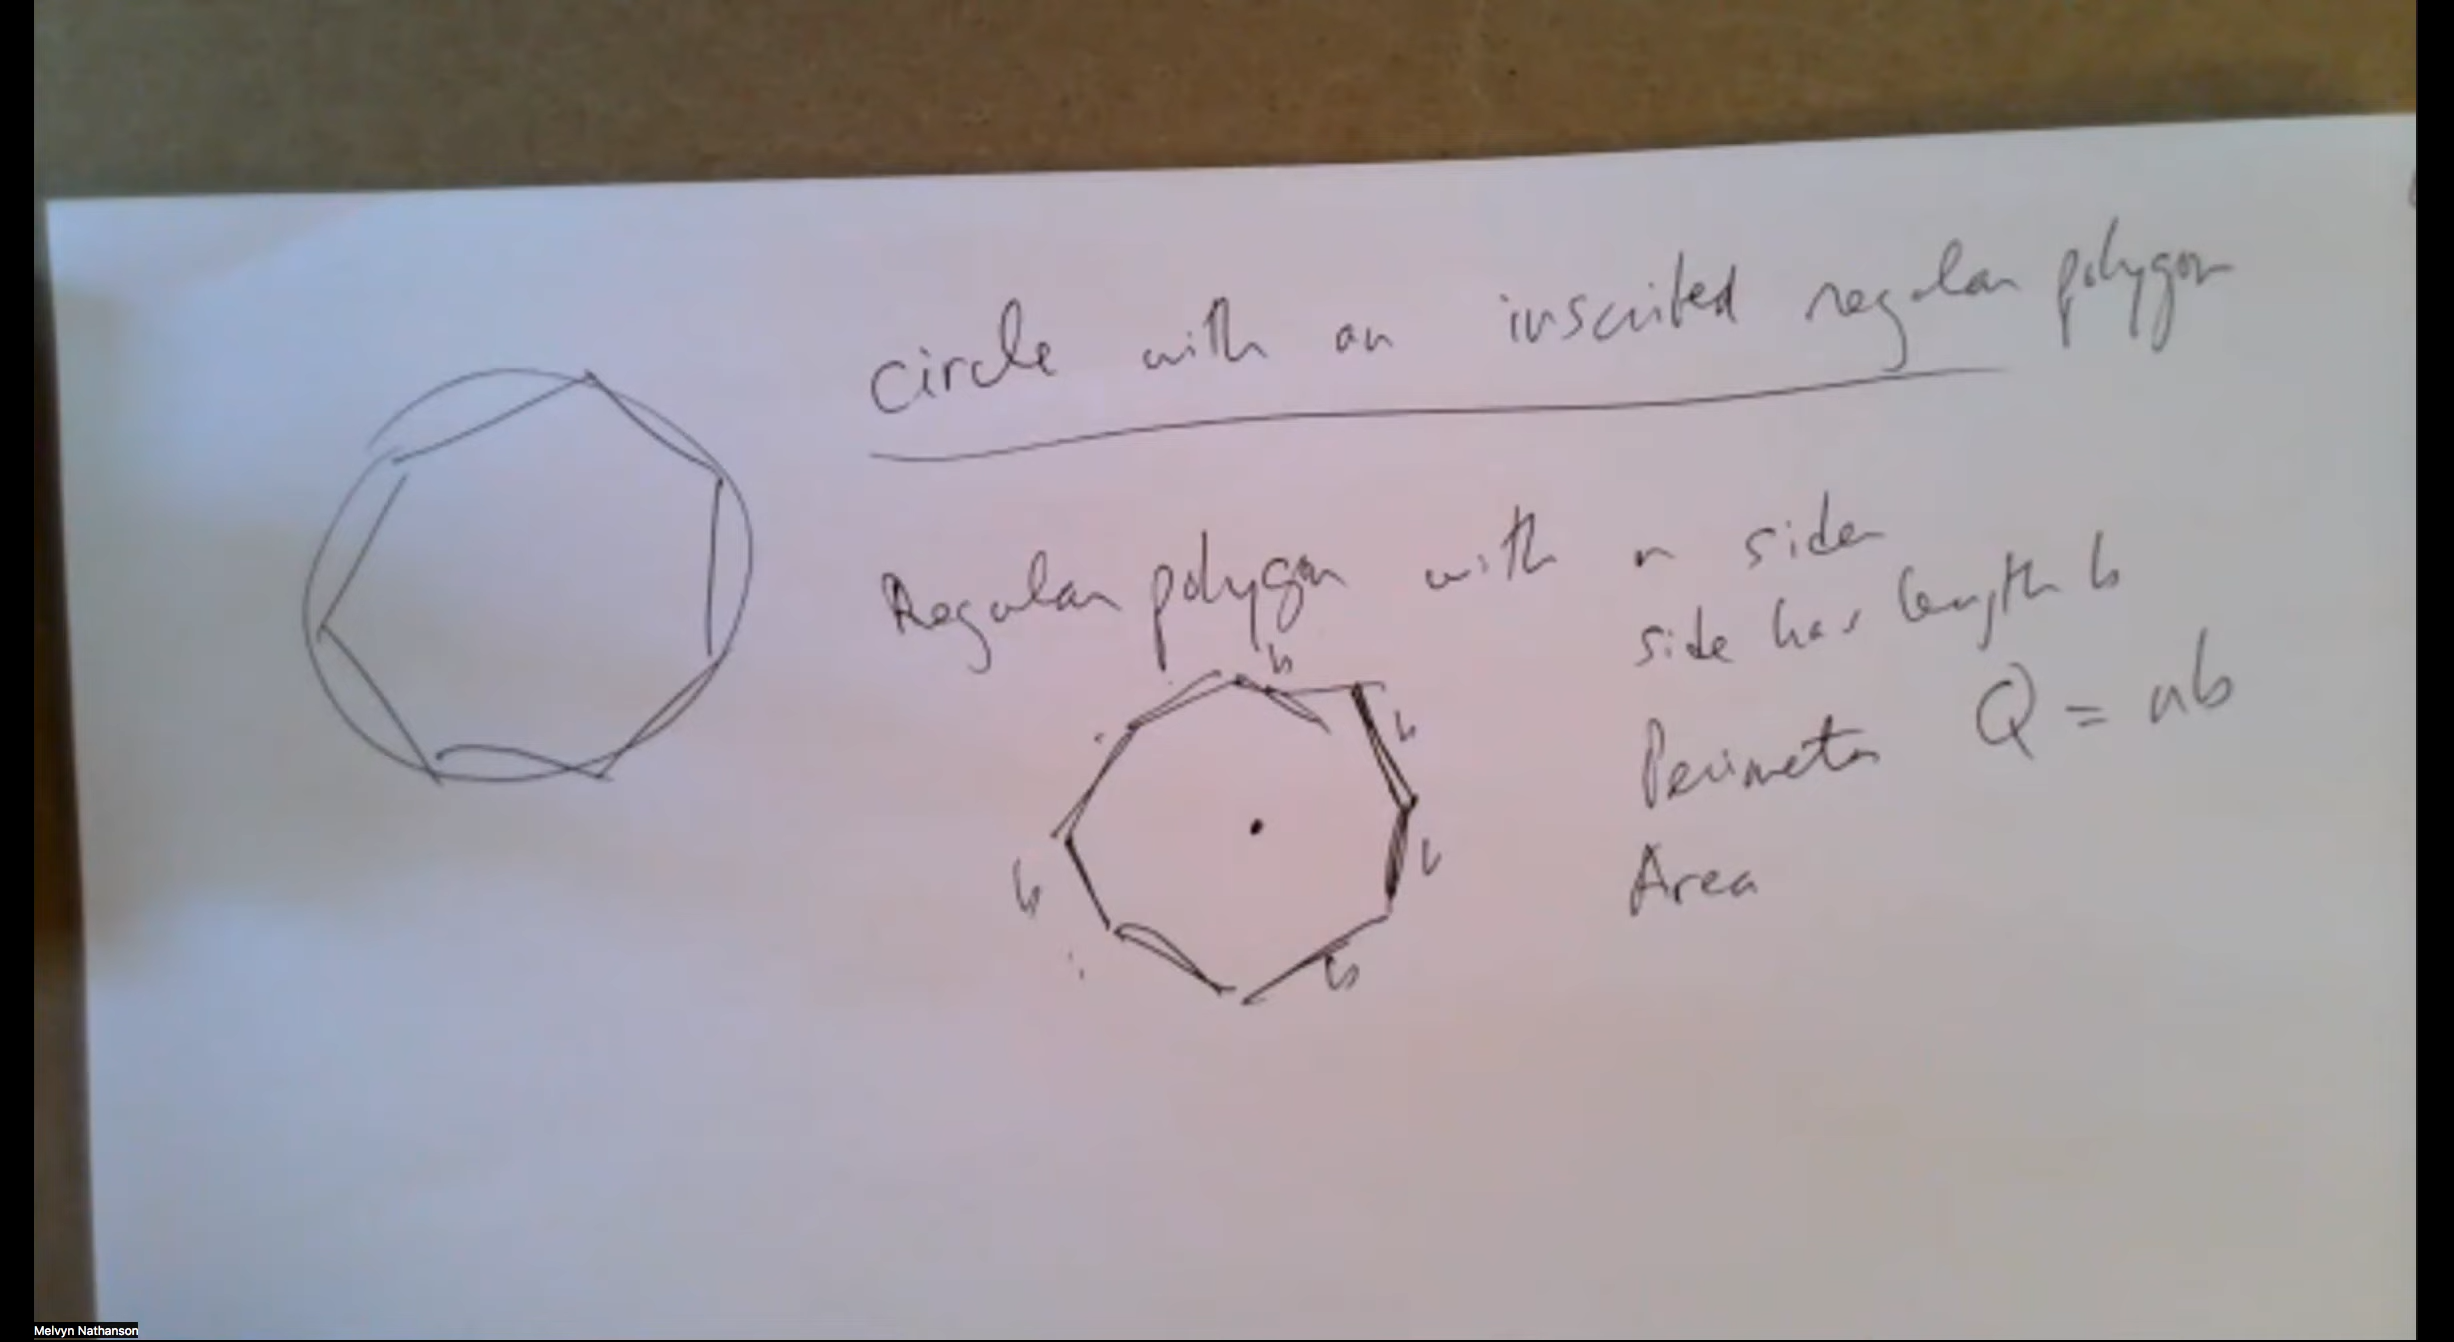 circle with an inscribed regular polygon
Regular polygon with n sides
side has length b
b
b
Perimeter Q = nb
b
b
Area
b
Melvyn Nathanson